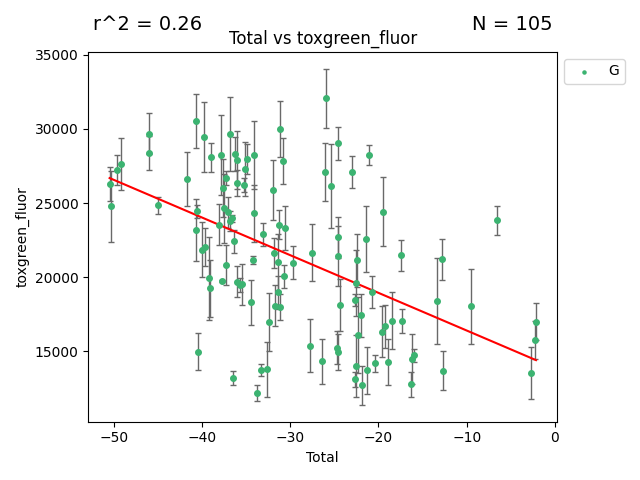 r^2 = 0.26
N = 105
Total vs toxgreen_fluor
G
35000
30000
25000
20000
15000
toxgreen_fluor
−50
−40
−30
−20
−10
0
Total